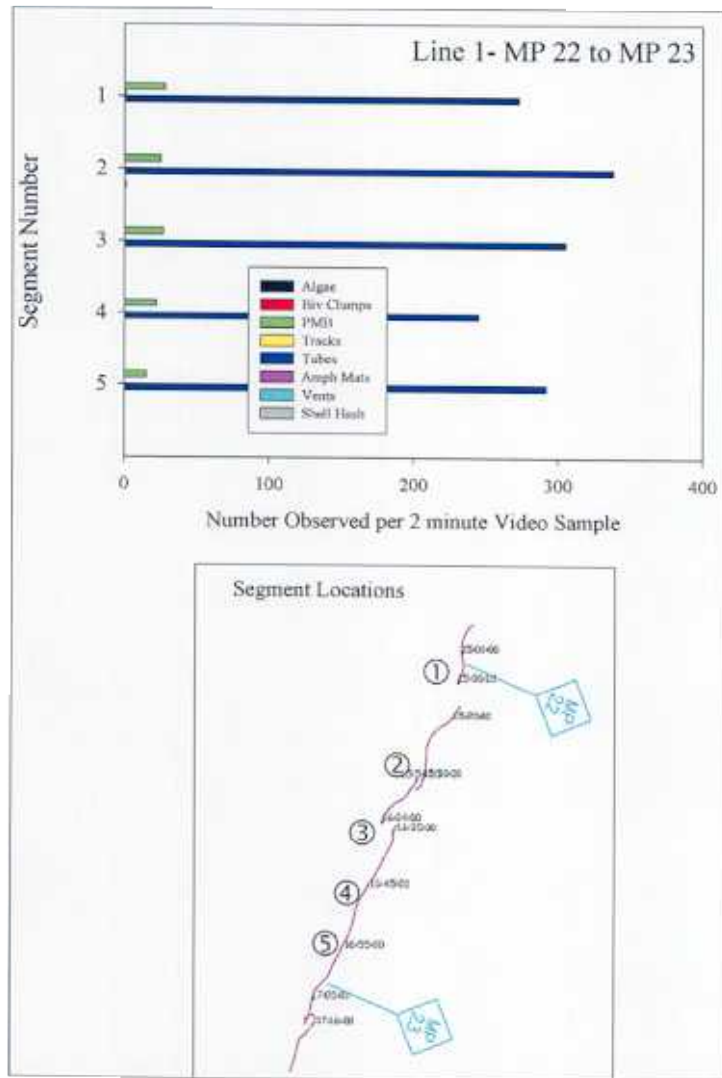 Line 1- MP 22 to MP 23
Segment Number
1
2
3
4
5
Algae
Biv Clumps
PMB
Tracks
Tubes
Amph Mats
Vents
Shell Hash
0
100
200
300
400
Number Observed per 2 minute Video Sample
Segment Locations
1
MP 22
2
3
4
5
MP 23